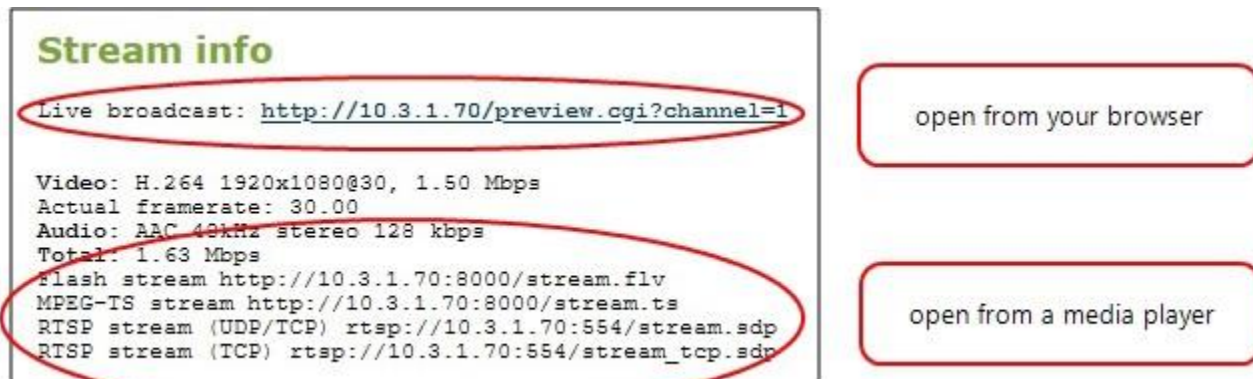 Stream info
Live broadcast: http://10.3.1.70/preview.cgi?channel=1
open from your browser
Video: H.264 1920x1080@30, 1.50 Mbps
Actual framerate: 30.00
Audio: AAC 48kHz stereo 128 kbps
Total: 1.63 Mbps
Flash stream http://10.3.1.70:8000/stream.flv
MPEG-TS stream http://10.3.1.70:8000/stream.ts
RTSP stream (UDP/TCP) rtsp://10.3.1.70:554/stream.sdp
RTSP stream (TCP) rtsp://10.3.1.70:554/stream_tcp.sdp
open from a media player